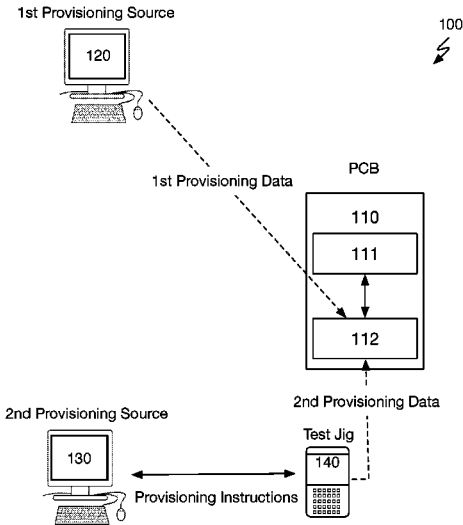 1st Provisioning Source
100
120
PCB
1st Provisioning Data
110
111
112
2nd Provisioning Data
2nd Provisioning Source
Test Jig
130
140
Provisioning Instructions